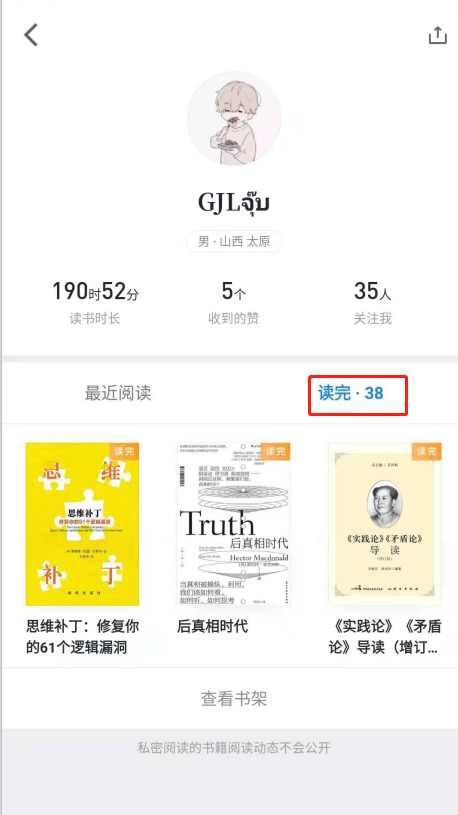 GJLจุ๊บ
男 · 山西 太原
190时52分
5个
35人
读书时长
收到的赞
关注我
最近阅读
读完 · 38
读完
思维
思维补丁
修复你的61个逻辑漏洞
补丁
读完
Truth
后真相时代
Hector Macdonald
当真相被操纵、利用，
我们该如何看、
如何听、如何思考
读完
《实践论》《矛盾论》
导 读
思维补丁：修复你
的61个逻辑漏洞
后真相时代
《实践论》《矛盾
论》导读（增订...
查看书架
私密阅读的书籍阅读动态不会公开